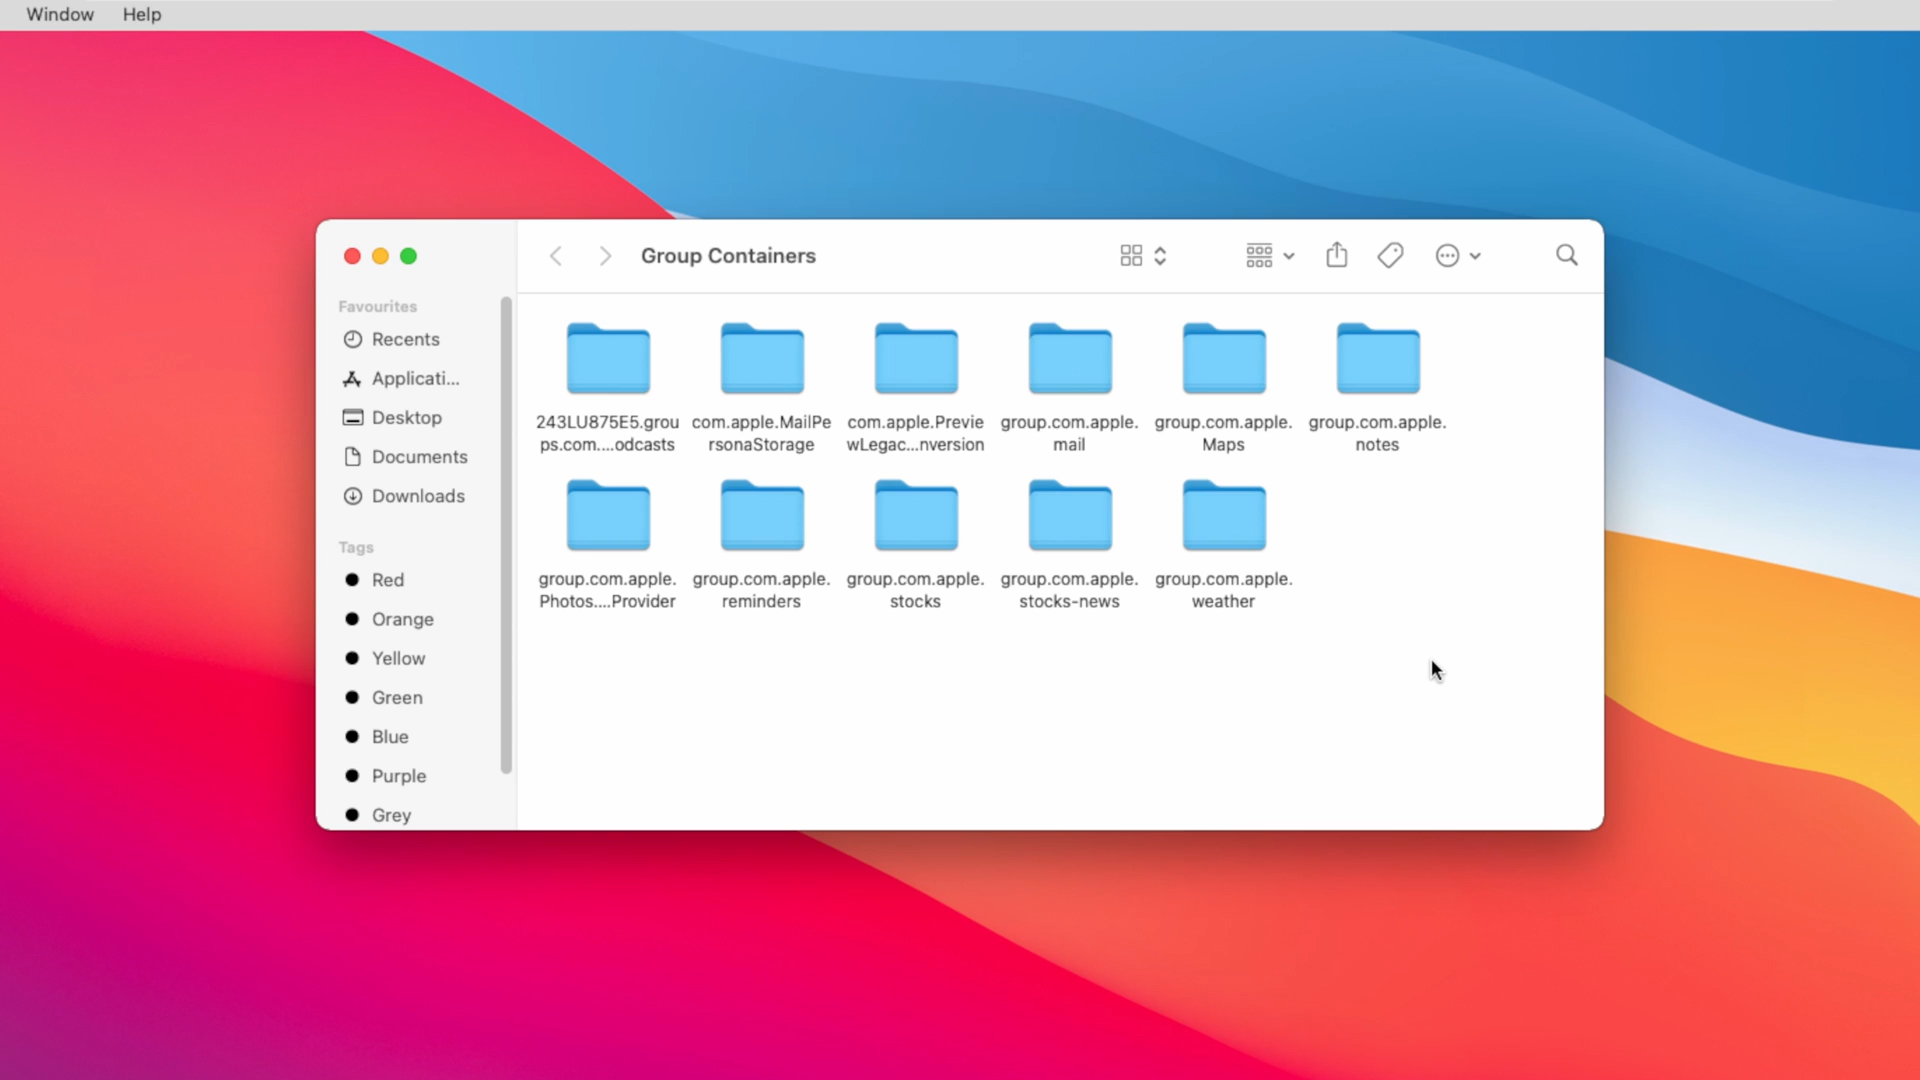 Window Help
Group Containers
Favourites
Recents
Applicati...
Desktop
Documents
Downloads
Tags
Red
Orange
Yellow
Green
Blue
Purple
Grey
243LU875E5.grou
ps.com....odcasts
com.apple.MailPe
rsonaStorage
com.apple.Previe
wLegac...nversion
group.com.apple.
mail
group.com.apple.
Maps
group.com.apple.
notes
group.com.apple.
Photos....Provider
group.com.apple.
reminders
group.com.apple.
stocks
group.com.apple.
stocks-news
group.com.apple.
weather